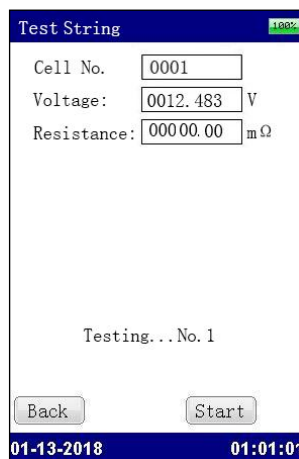 Test String 100%
Cell No. 0001
Voltage: 0012.483 V
Resistance: 00000.00 mΩ
Testing...No.1
Back Start
01-13-2018 01:01:01